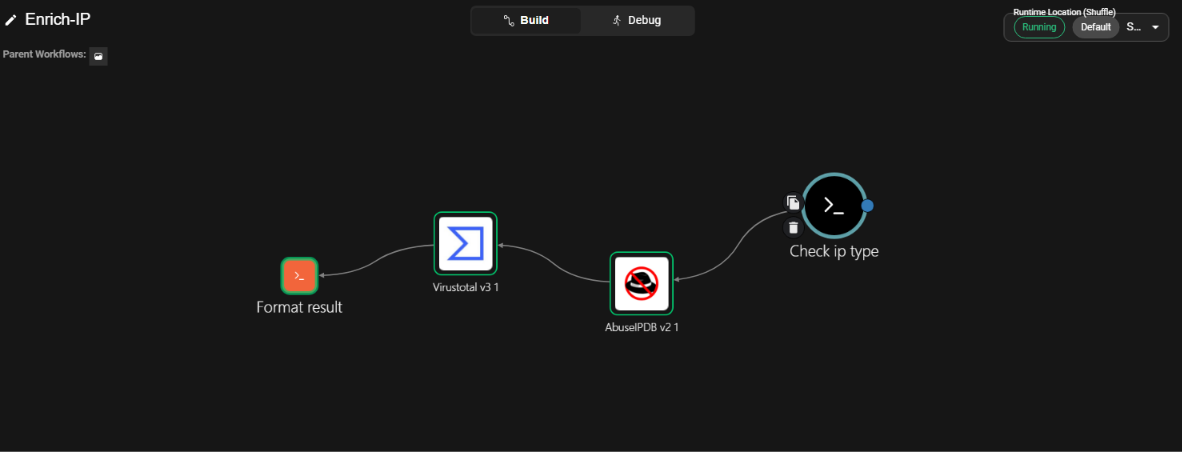 Enrich-IP
Build
Debug
Runtime Location (Shuffle)
Running
Default
S...
Parent Workflows:
Check ip type
Virustotal v3 1
Format result
AbuseIPDB v2 1